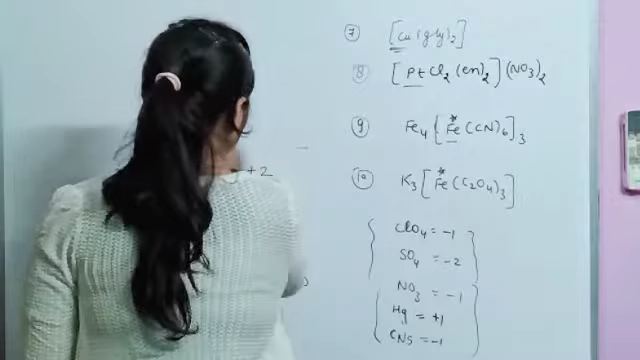 +2
⑦ [Cu(gly)2]
⑧ [PtCl2(en)2](NO3)2
⑨ Fe4[Fe*(CN)6]3
⑩ K3[Fe*(C2O4)3]
ClO4 = -1
SO4 = -2
NO3 = -1
Hg = +1
CNS = -1